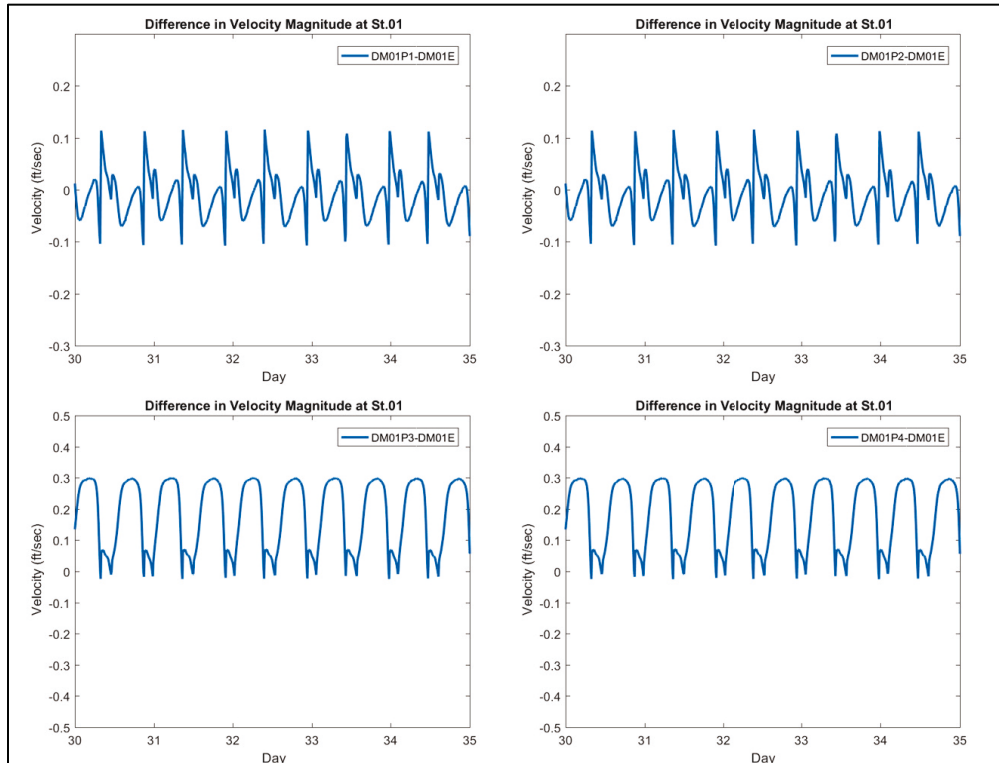 Difference in Velocity Magnitude at St.01
DM01P1-DM01E
0.2
0.1
0
-0.1
-0.2
-0.3
Velocity (ft/sec)
30 31 32 33 34 35
Day
Difference in Velocity Magnitude at St.01
DM01P2-DM01E
0.2
0.1
0
-0.1
-0.2
-0.3
Velocity (ft/sec)
30 31 32 33 34 35
Day
Difference in Velocity Magnitude at St.01
DM01P3-DM01E
0.5
0.4
0.3
0.2
0.1
0
-0.1
-0.2
-0.3
-0.4
-0.5
Velocity (ft/sec)
30 31 32 33 34 35
Day
Difference in Velocity Magnitude at St.01
DM01P4-DM01E
0.5
0.4
0.3
0.2
0.1
0
-0.1
-0.2
-0.3
-0.4
-0.5
Velocity (ft/sec)
30 31 32 33 34 35
Day